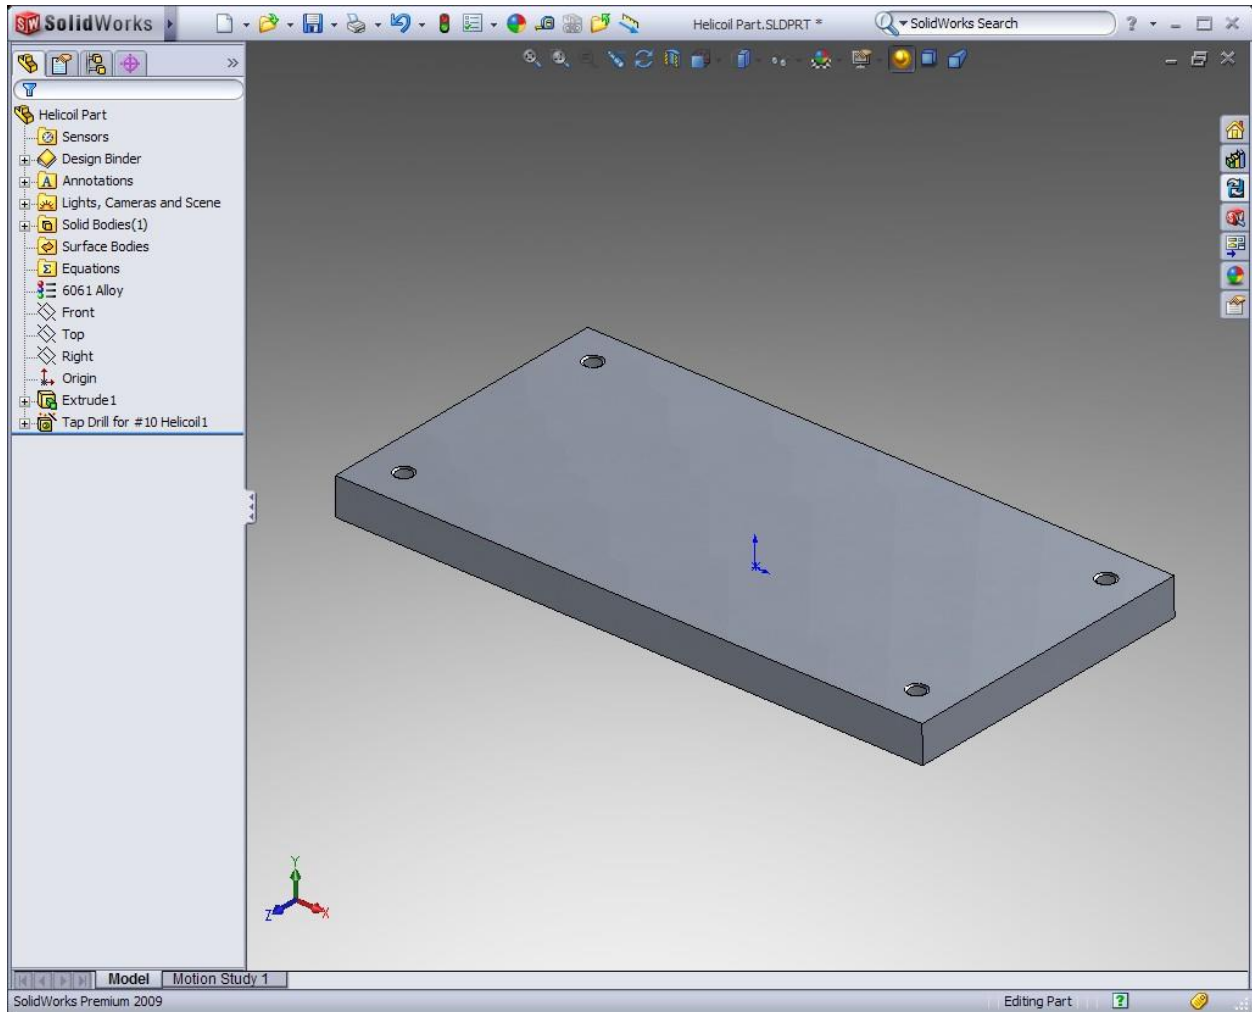 SolidWorks
Helicoil Part.SLDPRT *
SolidWorks Search
?
Helicoil Part
Sensors
Design Binder
A Annotations
Lights, Cameras and Scene
Solid Bodies(1)
Surface Bodies
Σ Equations
6061 Alloy
Front
Top
Right
Origin
Extrude1
Tap Drill for #10 Helicoil1
Y
Z
X
Model
Motion Study 1
SolidWorks Premium 2009
Editing Part
?